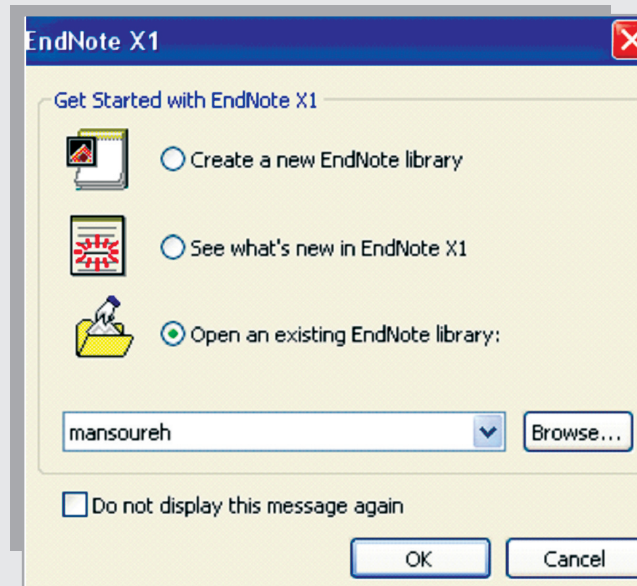 EndNote X1
Get Started with EndNote X1
Create a new EndNote library
See what's new in EndNote X1
Open an existing EndNote library:
mansoureh
Browse...
Do not display this message again
OK
Cancel